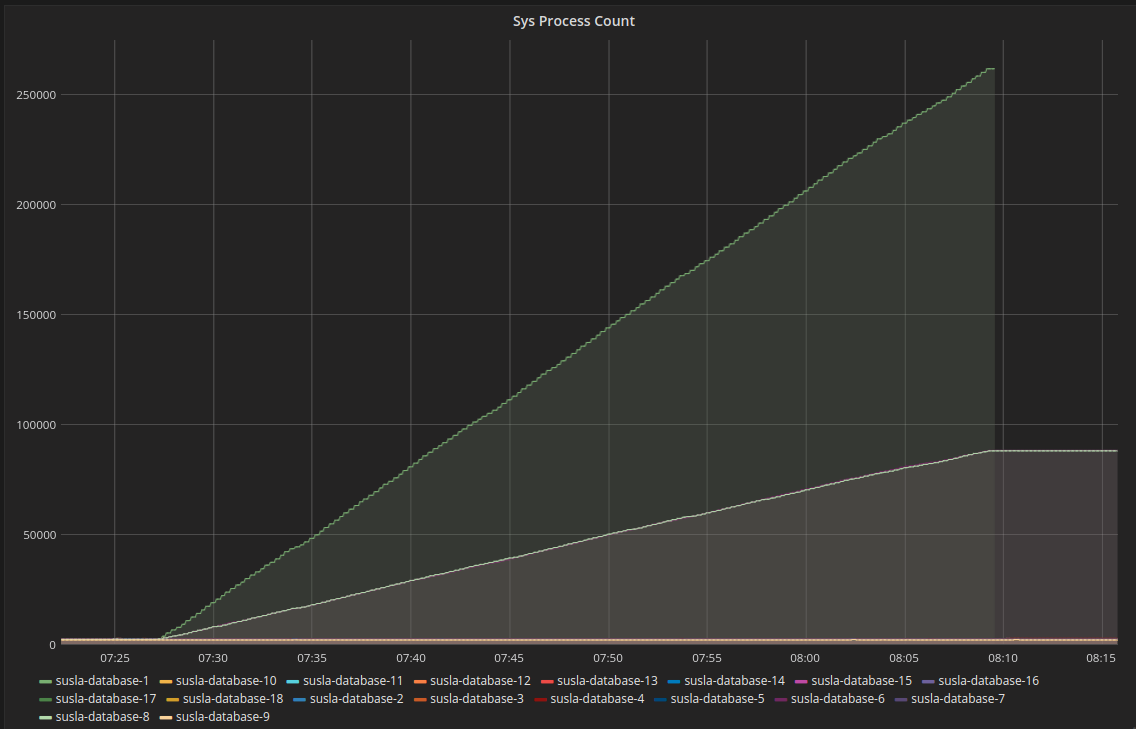 Sys Process Count
250000
200000
150000
100000
50000
0
07:25 07:30 07:35 07:40 07:45 07:50 07:55 08:00 08:05 08:10 08:15
susla-database-1 susla-database-10 susla-database-11 susla-database-12 susla-database-13 susla-database-14 susla-database-15 susla-database-16
susla-database-17 susla-database-18 susla-database-2 susla-database-3 susla-database-4 susla-database-5 susla-database-6 susla-database-7
susla-database-8 susla-database-9